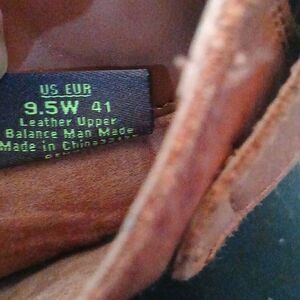 US EUR
9.5W 41
Leather Upper
Balance Man Made
Made in China